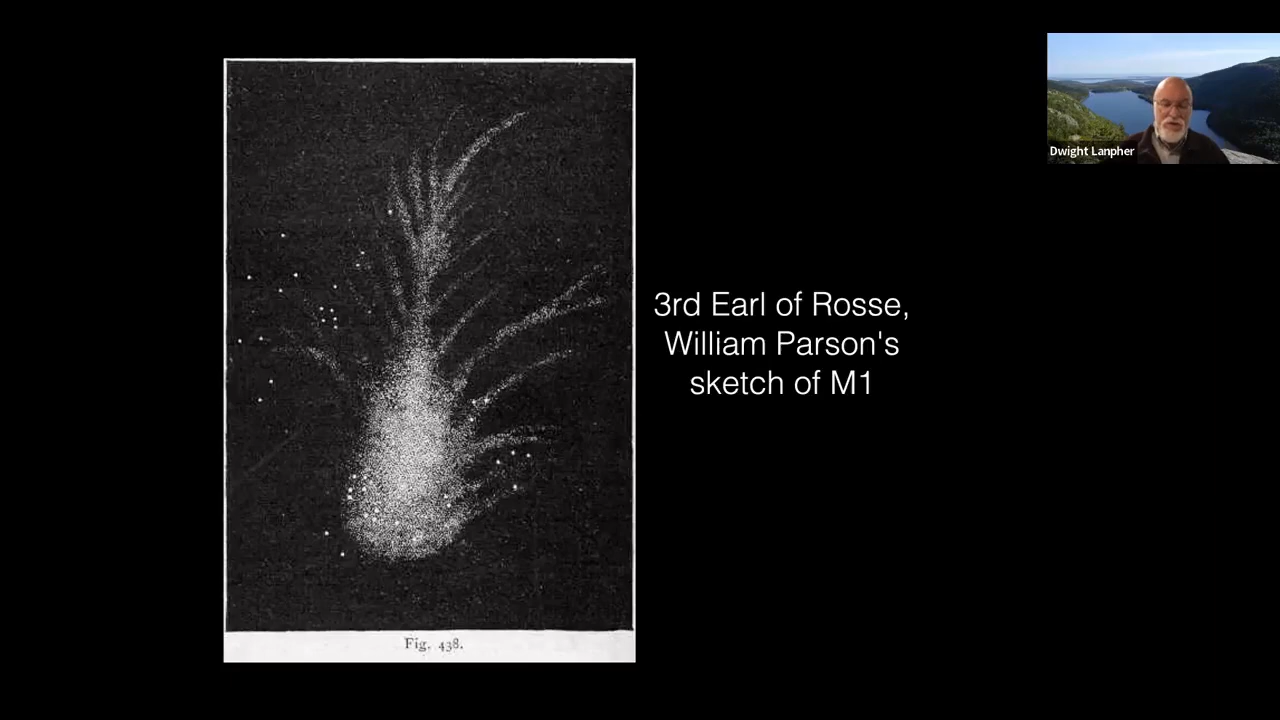 Dwight Lanpher
3rd Earl of Rosse,
William Parson's
sketch of M1
Fig. 438.